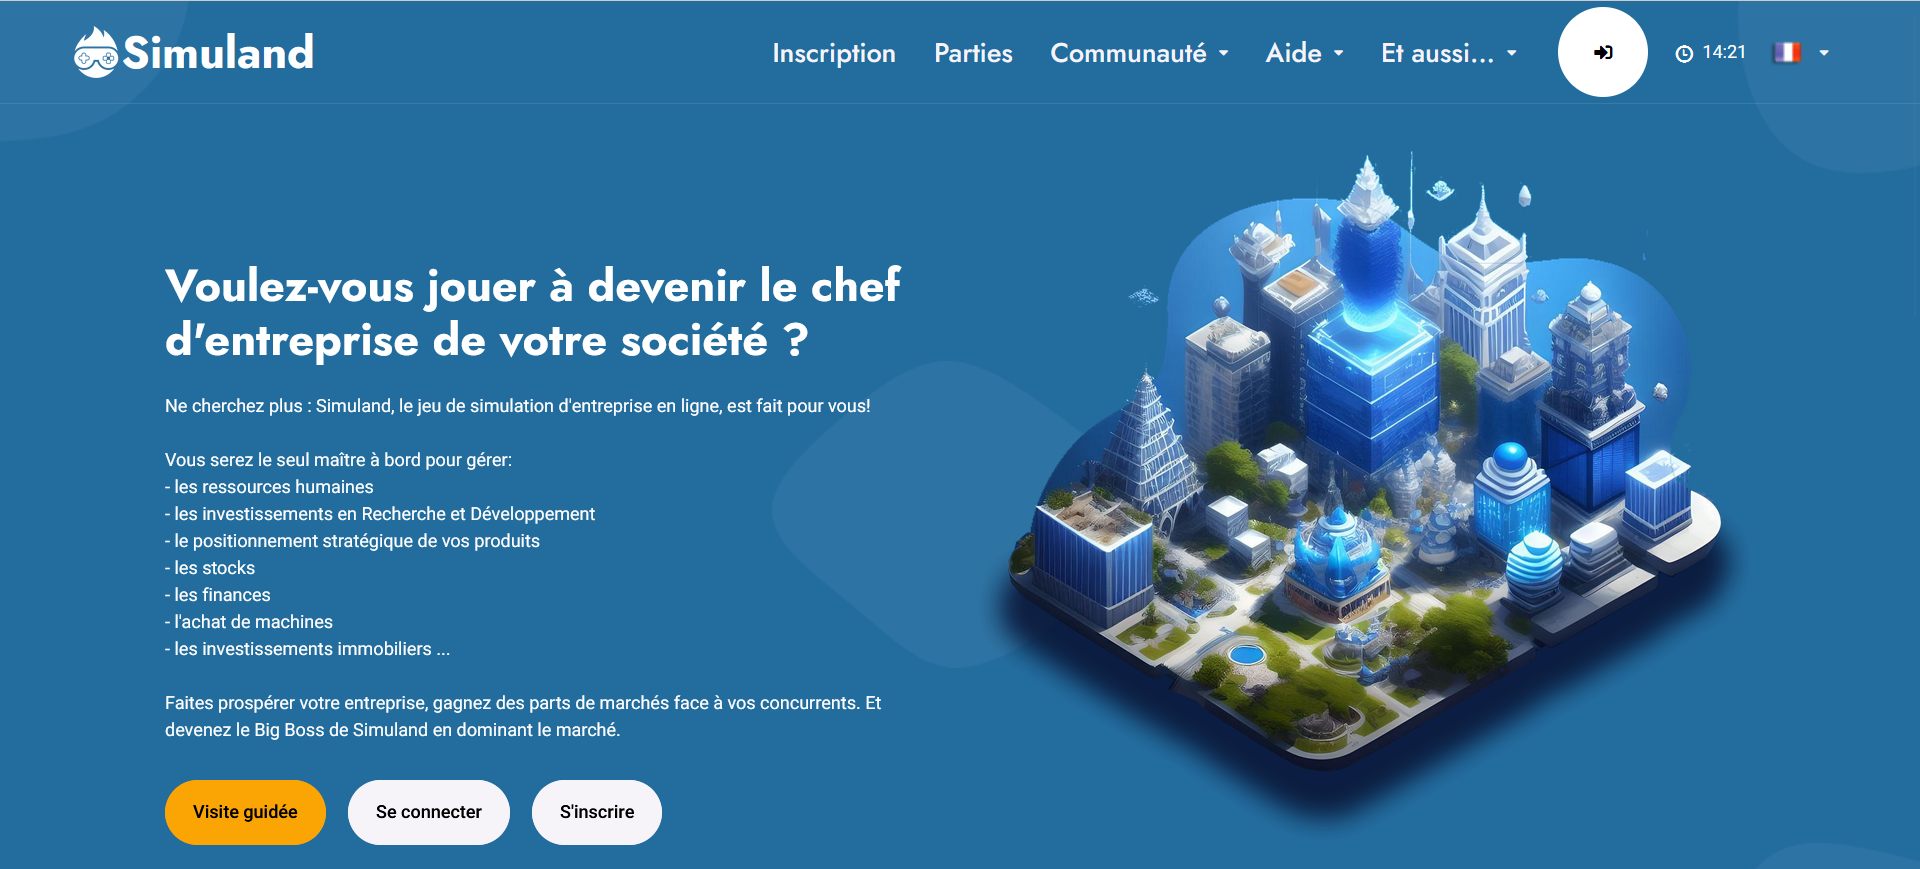 Simuland
Inscription
Parties
Communauté
Aide
Et aussi...
14:21
Voulez-vous jouer à devenir le chef
d'entreprise de votre société ?
Ne cherchez plus : Simuland, le jeu de simulation d'entreprise en ligne, est fait pour vous!
Vous serez le seul maître à bord pour gérer:
- les ressources humaines
- les investissements en Recherche et Développement
- le positionnement stratégique de vos produits
- les stocks
- les finances
- l'achat de machines
- les investissements immobiliers ...
Faites prospérer votre entreprise, gagnez des parts de marchés face à vos concurrents. Et
devenez le Big Boss de Simuland en dominant le marché.
Visite guidée
Se connecter
S'inscrire